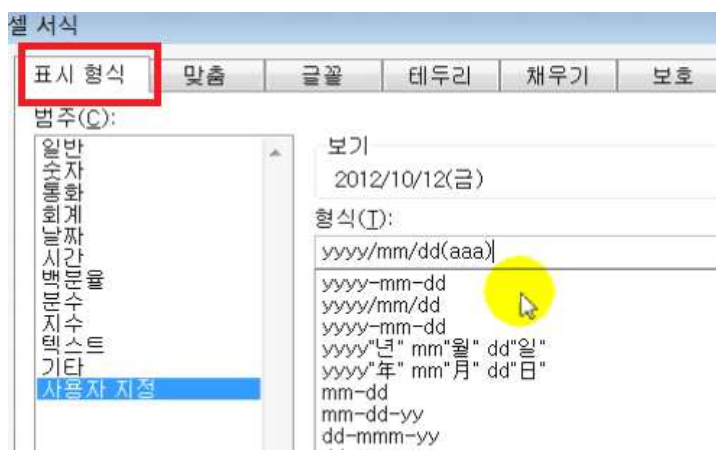 셀 서식
표시 형식 맞춤 글꼴 테두리 채우기 보호
범주(C):
일반
숫자
통화
회계
날짜
시간
백분율
분수
지수
텍스트
기타
사용자 지정
보기
2012/10/12(금)
형식(T):
yyyy/mm/dd(aaa)
yyyy-mm-dd
yyyy/mm/dd
yyyy-mm-dd
yyyy"년" mm"월" dd"일"
yyyy"年" mm"月" dd"日"
mm-dd
mm-dd-yy
dd-mmm-yy